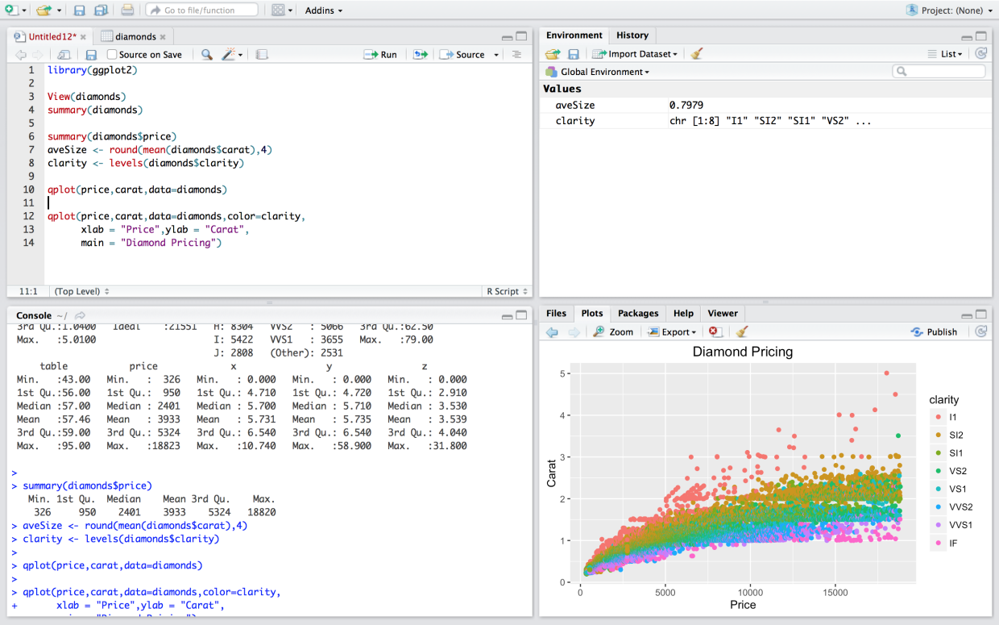 Go to file/function
Addins
Project: (None)
Untitled12*
diamonds
Source on Save
Run
Source
1 library(ggplot2)
2
3 View(diamonds)
4 summary(diamonds)
5
6 summary(diamonds$price)
7 aveSize <- round(mean(diamonds$carat),4)
8 clarity <- levels(diamonds$clarity)
9
10 qplot(price,carat,data=diamonds)
11
12 qplot(price,carat,data=diamonds,color=clarity,
13 xlab = "Price",ylab = "Carat",
14 main = "Diamond Pricing")
11:1 (Top Level) R Script
Environment History
Import Dataset List
Global Environment
Values
aveSize 0.7979
clarity chr [1:8] "I1" "SI2" "SI1" "VS2" ...
Console ~/
3rd Qu.:1.0400 Ideal :21551 H: 8304 VVS2 : 5066 3rd Qu.:62.50
Max. :5.0100 I: 5422 VVS1 : 3655 Max. :79.00
J: 2808 (Other): 2531
table price x y z
Min. :43.00 Min. : 326 Min. : 0.000 Min. : 0.000 Min. : 0.000
1st Qu.:56.00 1st Qu.: 950 1st Qu.: 4.710 1st Qu.: 4.720 1st Qu.: 2.910
Median :57.00 Median : 2401 Median : 5.700 Median : 5.710 Median : 3.530
Mean :57.46 Mean : 3933 Mean : 5.731 Mean : 5.735 Mean : 3.539
3rd Qu.:59.00 3rd Qu.: 5324 3rd Qu.: 6.540 3rd Qu.: 6.540 3rd Qu.: 4.040
Max. :95.00 Max. :18823 Max. :10.740 Max. :58.900 Max. :31.800
>
> summary(diamonds$price)
Min. 1st Qu. Median Mean 3rd Qu. Max.
326 950 2401 3933 5324 18820
> aveSize <- round(mean(diamonds$carat),4)
> clarity <- levels(diamonds$clarity)
>
> qplot(price,carat,data=diamonds)
>
> qplot(price,carat,data=diamonds,color=clarity,
+ xlab = "Price",ylab = "Carat",
Files Plots Packages Help Viewer
Zoom Export Publish
Diamond Pricing
Carat
5
4
3
2
1
0
0 5000 10000 15000
Price
clarity
I1
SI2
SI1
VS2
VS1
VVS2
VVS1
IF